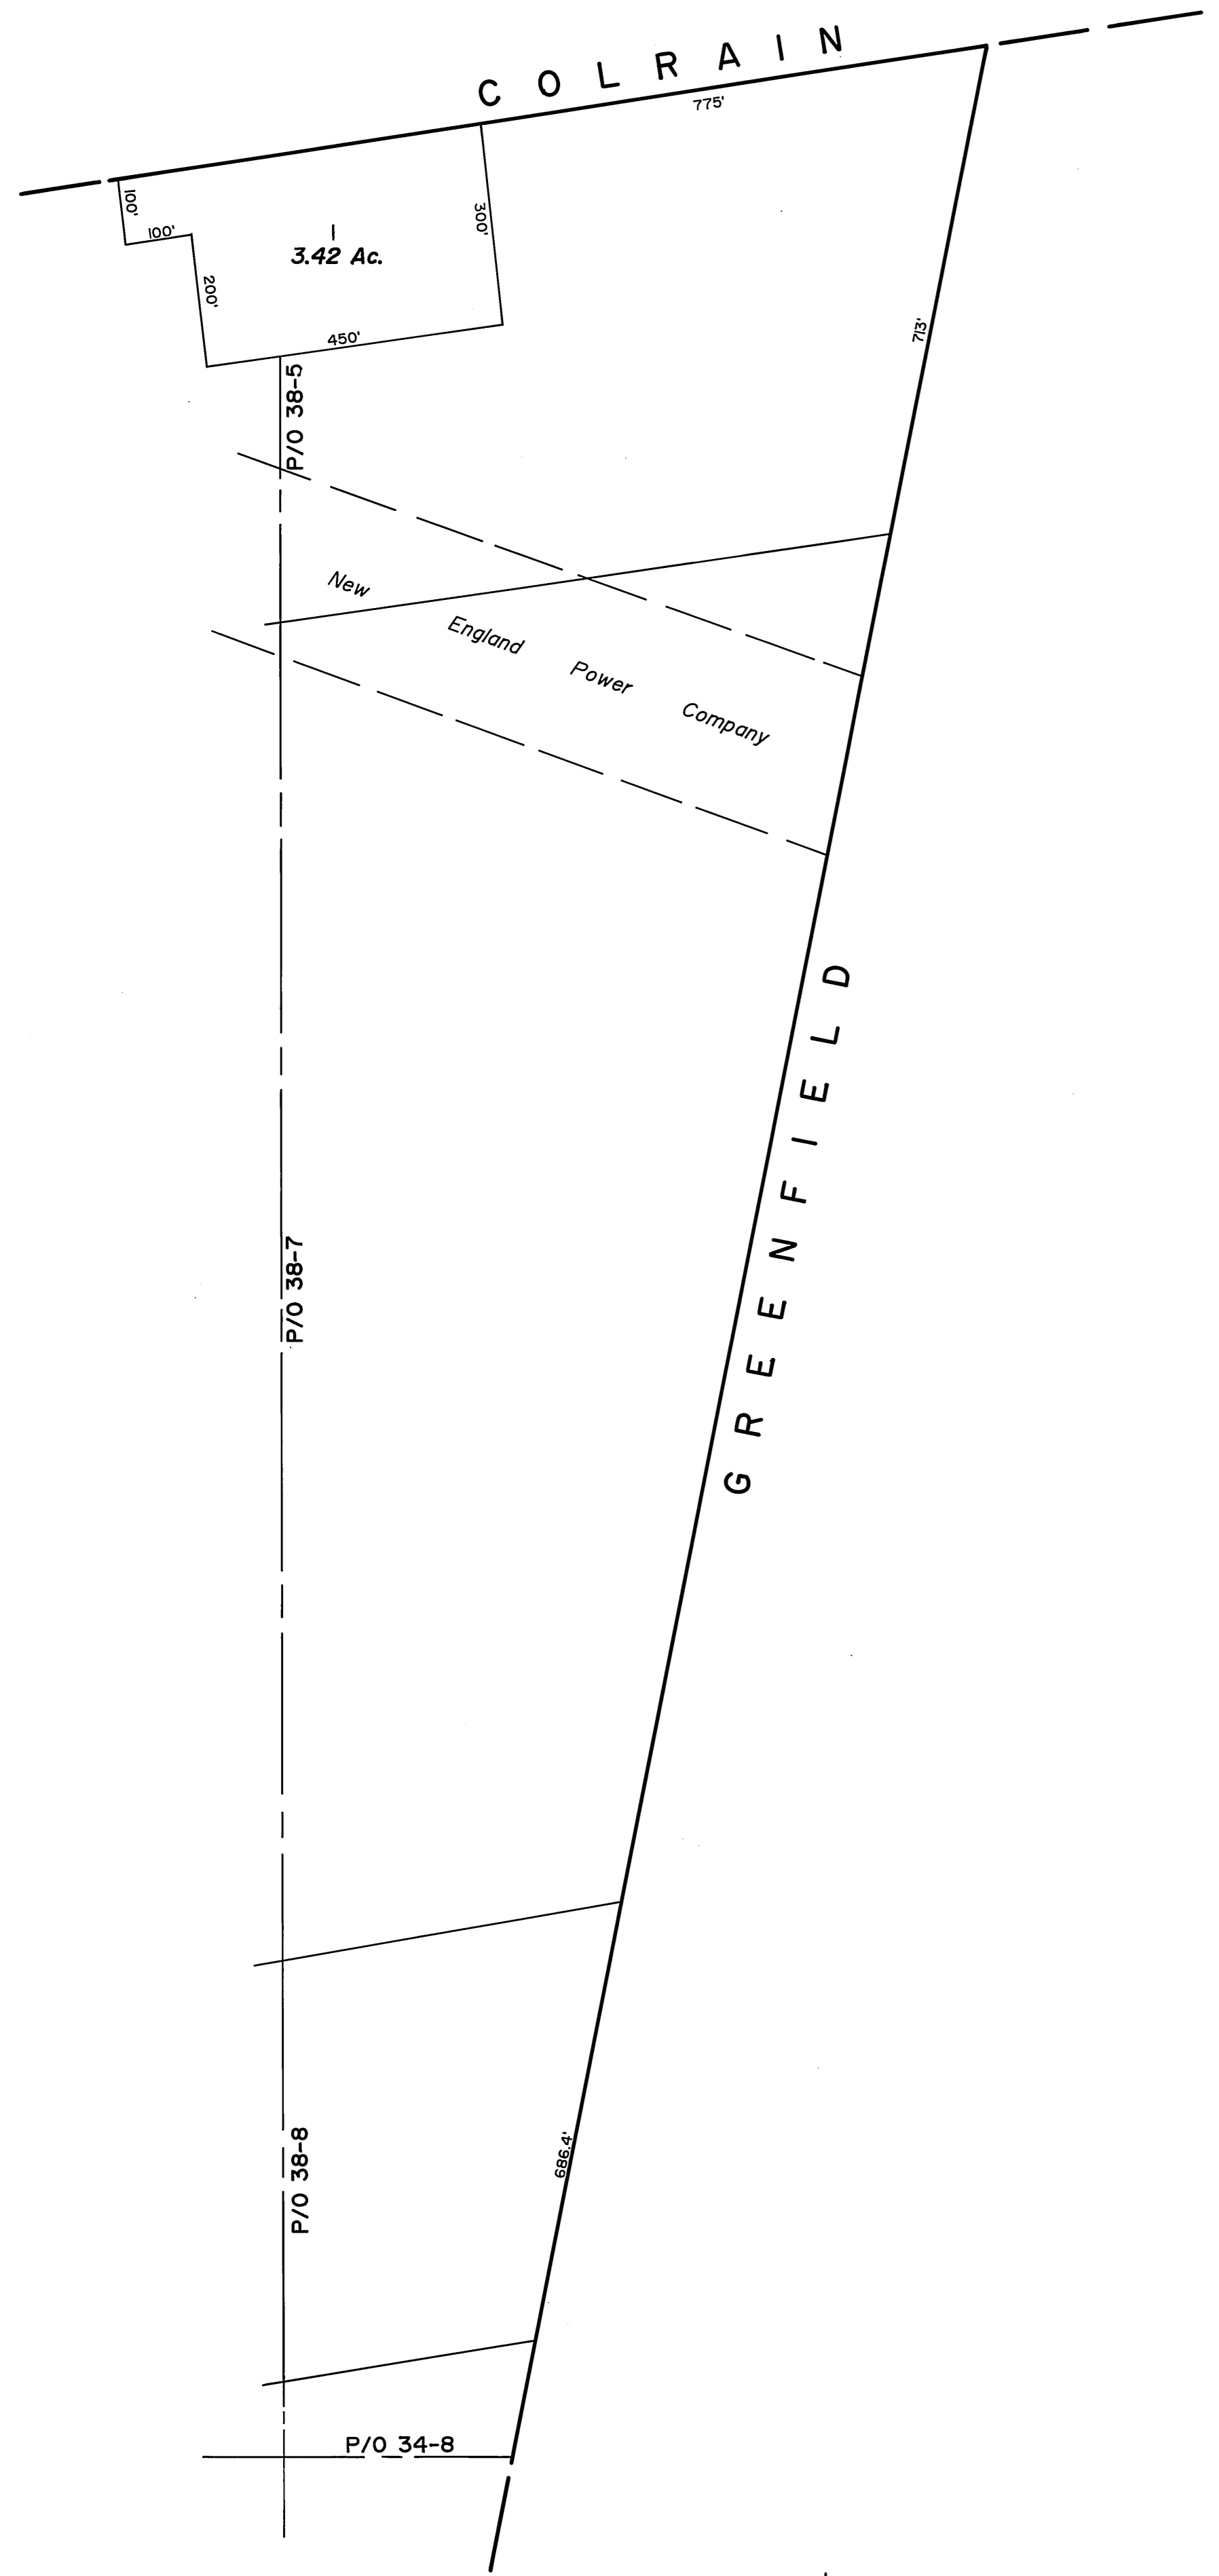 COLRAIN
775'
100'
100'
200'
300'
1
3.42 Ac.
450'
713'
P/O 38-5
New England Power Company
GREENFIELD
P/O 38-7
686.4'
P/O 38-8
P/O 34-8